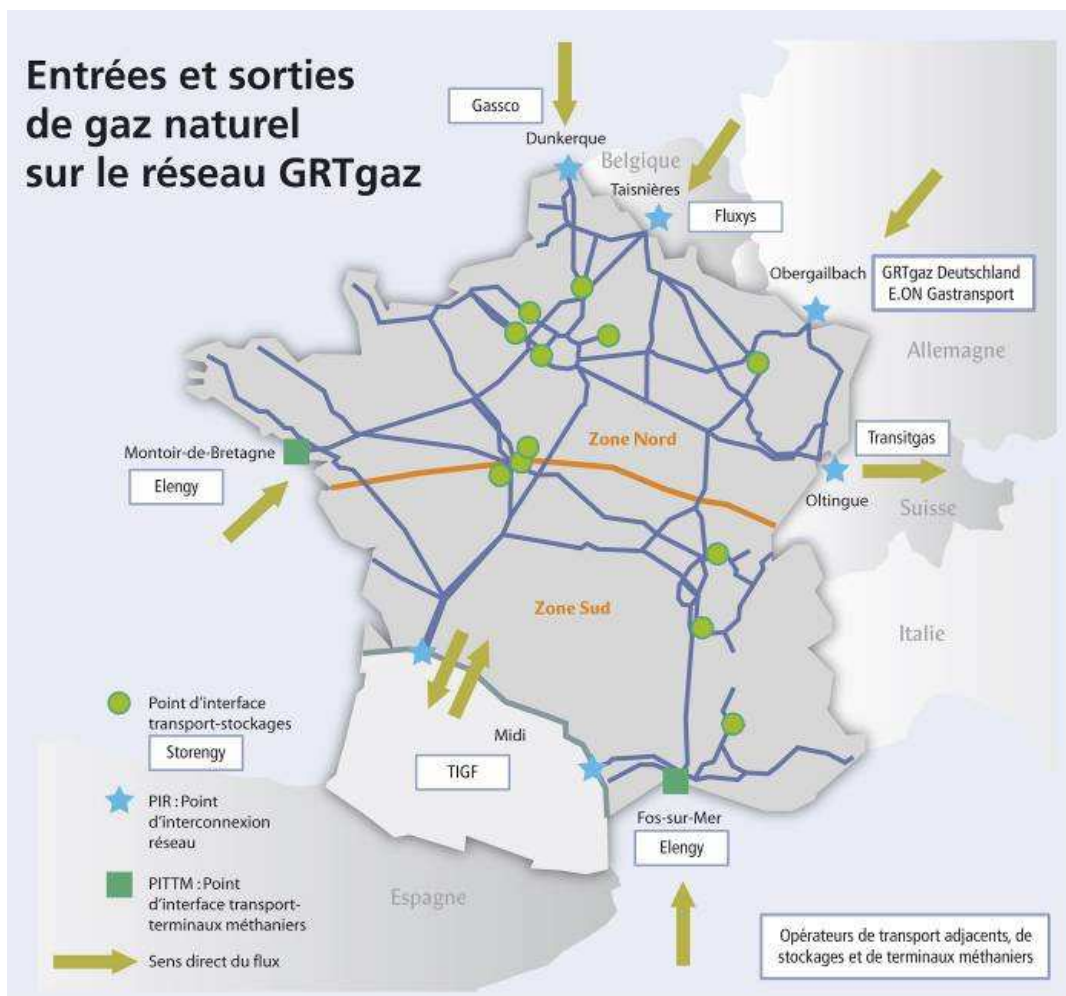 Entrées et sorties
de gaz naturel
sur le réseau GRTgaz
Gassco
Dunkerque
Belgique
Taisnières
Fluxys
Obergailbach
GRTgaz Deutschland
E.ON Gastransport
Allemagne
Zone Nord
Transitgas
Montoir-de-Bretagne
Elengy
Oltingue
Suisse
Zone Sud
Italie
Point d'interface
transport-stockages
Storengy
Midi
TIGF
PIR : Point
d'interconnexion
réseau
Fos-sur-Mer
Elengy
PITTM : Point
d'interface transport-
terminaux méthaniers
Espagne
Sens direct du flux
Opérateurs de transport adjacents, de
stockages et de terminaux méthaniers